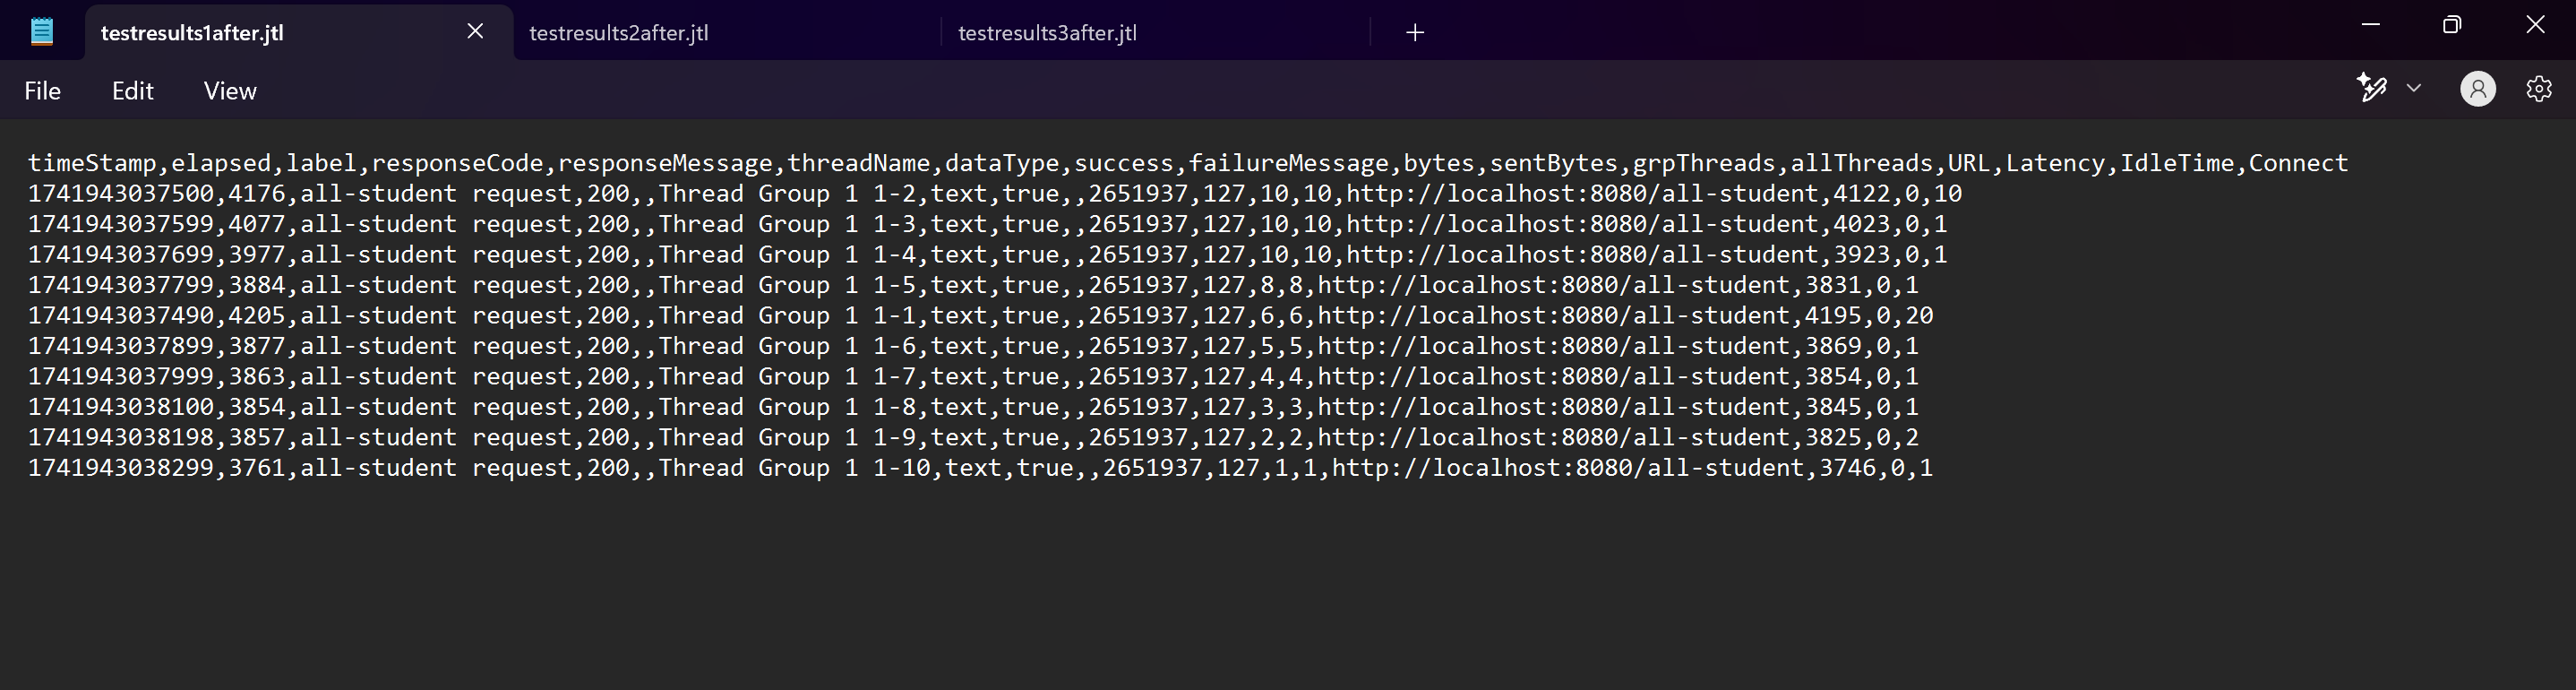 testresults1after.jtl
testresults2after.jtl
testresults3after.jtl
File
Edit
View
timeStamp,elapsed,label,responseCode,responseMessage,threadName,dataType,success,failureMessage,bytes,sentBytes,grpThreads,allThreads,URL,Latency,IdleTime,Connect
1741943037500,4176,all-student request,200,,Thread Group 1 1-2,text,true,,2651937,127,10,10,http://localhost:8080/all-student,4122,0,10
1741943037599,4077,all-student request,200,,Thread Group 1 1-3,text,true,,2651937,127,10,10,http://localhost:8080/all-student,4023,0,1
1741943037699,3977,all-student request,200,,Thread Group 1 1-4,text,true,,2651937,127,10,10,http://localhost:8080/all-student,3923,0,1
1741943037799,3884,all-student request,200,,Thread Group 1 1-5,text,true,,2651937,127,8,8,http://localhost:8080/all-student,3831,0,1
1741943037490,4205,all-student request,200,,Thread Group 1 1-1,text,true,,2651937,127,6,6,http://localhost:8080/all-student,4195,0,20
1741943037899,3877,all-student request,200,,Thread Group 1 1-6,text,true,,2651937,127,5,5,http://localhost:8080/all-student,3869,0,1
1741943037999,3863,all-student request,200,,Thread Group 1 1-7,text,true,,2651937,127,4,4,http://localhost:8080/all-student,3854,0,1
1741943038100,3854,all-student request,200,,Thread Group 1 1-8,text,true,,2651937,127,3,3,http://localhost:8080/all-student,3845,0,1
1741943038198,3857,all-student request,200,,Thread Group 1 1-9,text,true,,2651937,127,2,2,http://localhost:8080/all-student,3825,0,2
1741943038299,3761,all-student request,200,,Thread Group 1 1-10,text,true,,2651937,127,1,1,http://localhost:8080/all-student,3746,0,1